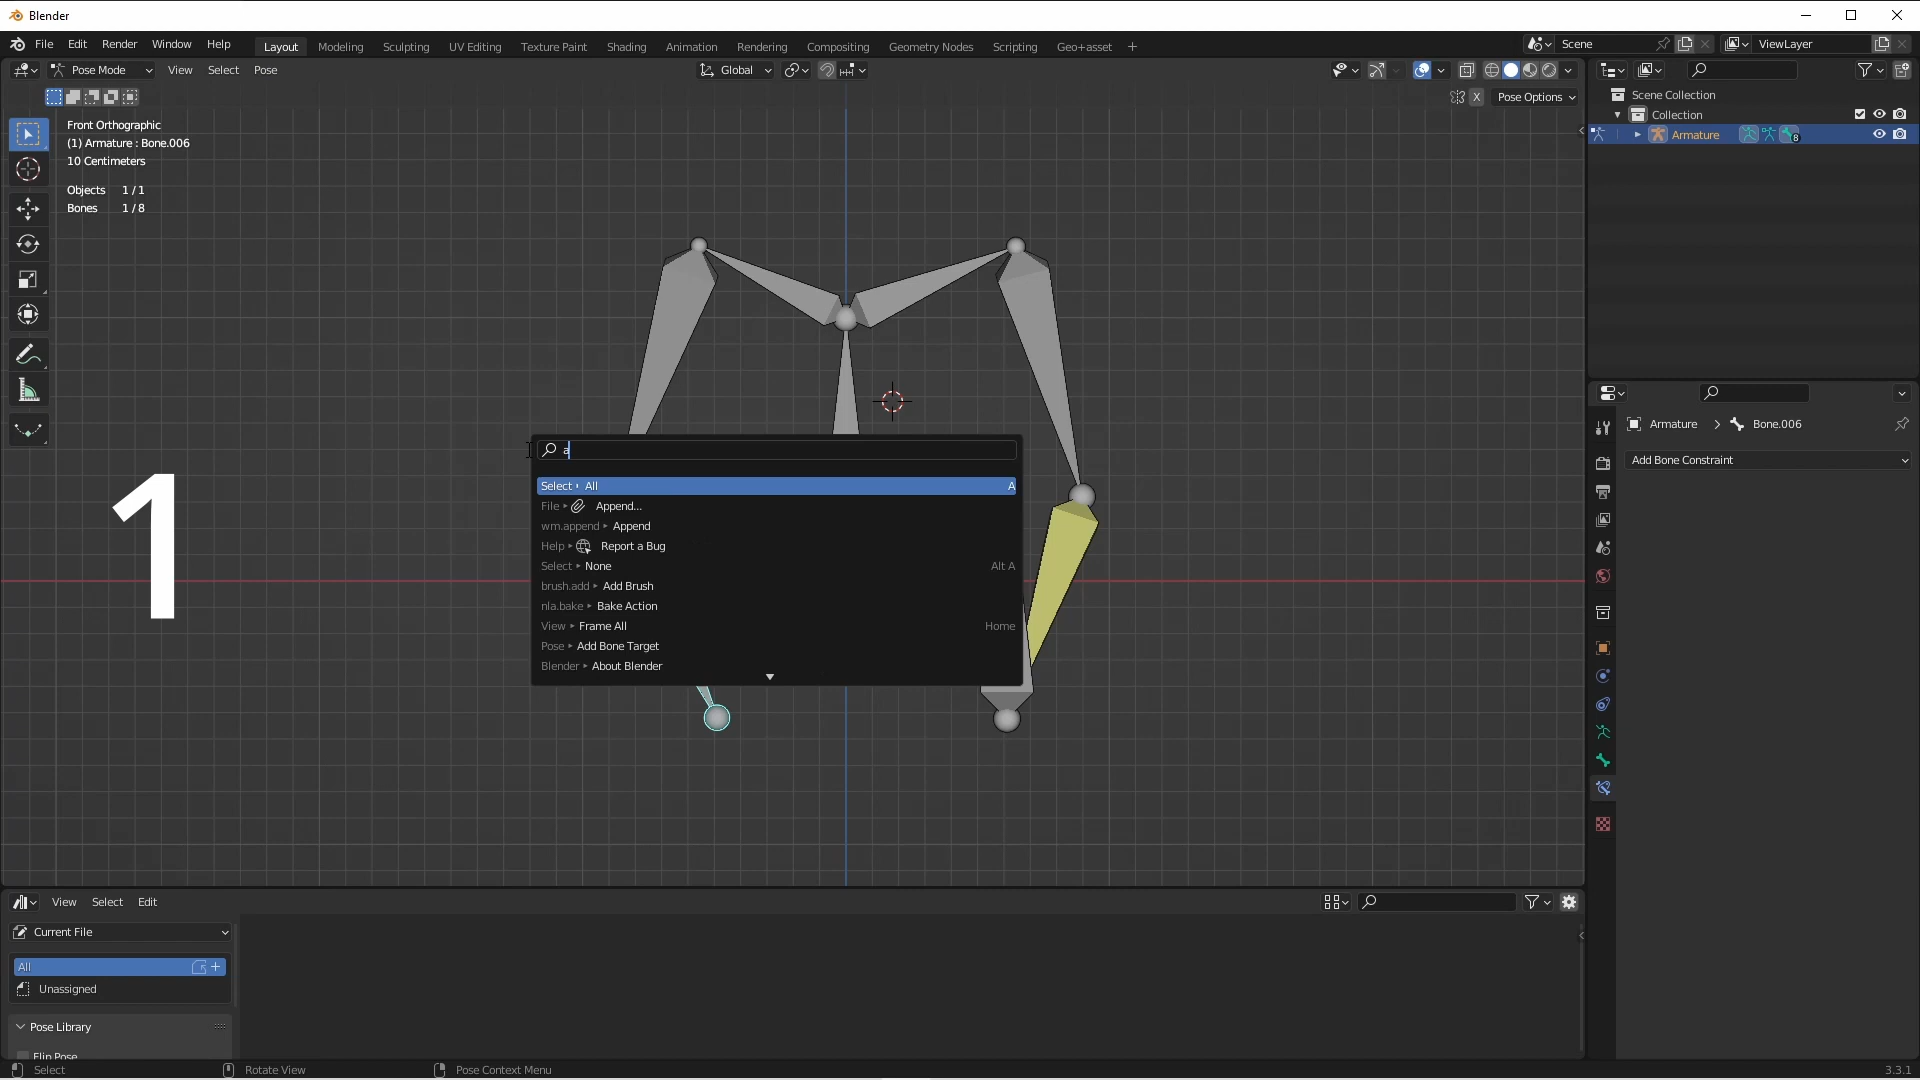 Blender
File Edit Render Window Help
Layout Modeling Sculpting UV Editing Texture Paint Shading Animation Rendering Compositing Geometry Nodes Scripting Geo+asset +
Scene
ViewLayer
Pose Mode View Select Pose
Global
X Pose Options
Front Orthographic
(1) Armature : Bone.006
10 Centimeters
Objects 1 / 1
Bones 1 / 8
Scene Collection
Collection
Armature 8
1
a
Select All A
File Append...
wm.append Append
Help Report a Bug
Select None Alt A
brush.add Add Brush
nla.bake Bake Action
View Frame All Home
Pose Add Bone Target
Blender About Blender
Armature Bone.006
Add Bone Constraint
View Select Edit
Current File
All
Unassigned
Pose Library
Flip Pose
Select Rotate View Pose Context Menu 3.3.1